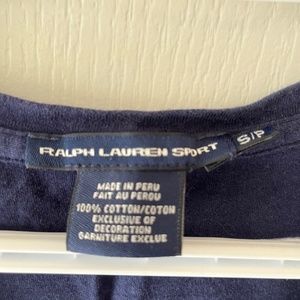 RALPH LAUREN SPORT
S/P
MADE IN PERU
FAIT AU PEROU
100% COTTON/COTON
EXCLUSIVE OF
DECORATION
GARNITURE EXCLUE